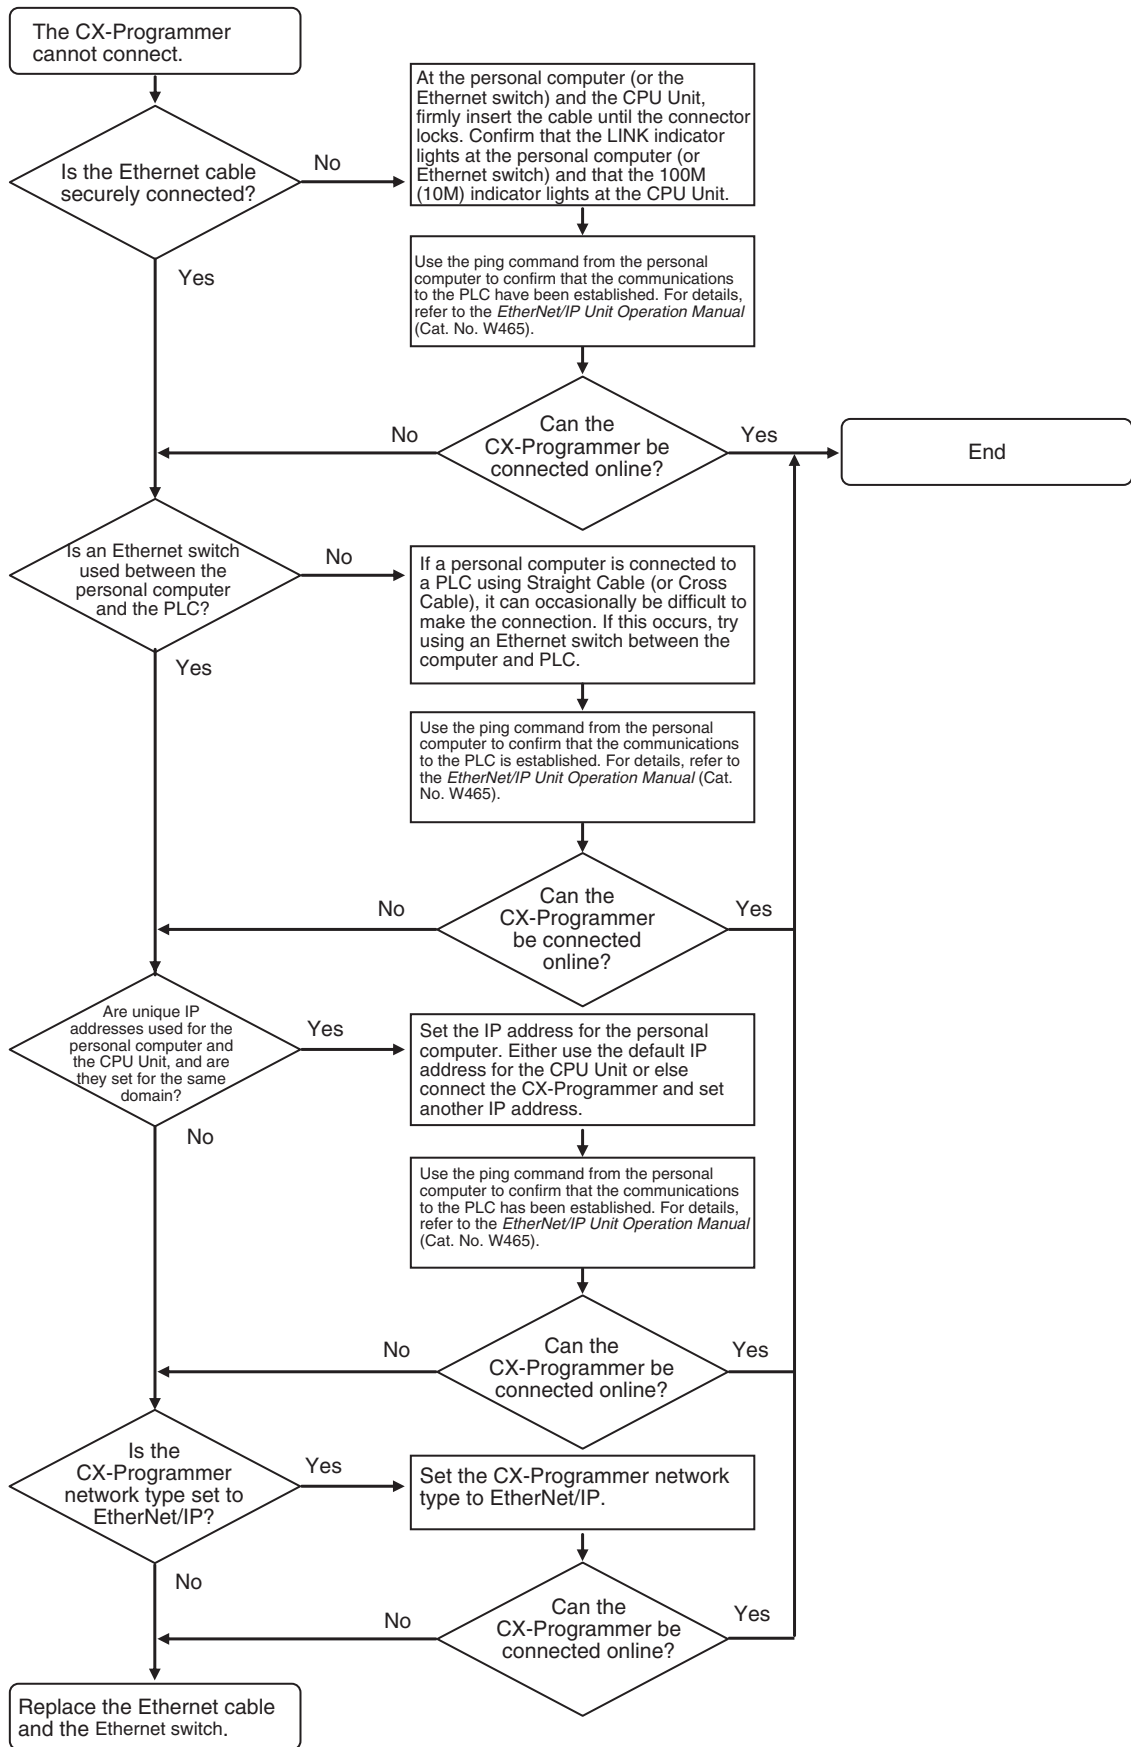 The CX-Programmer
cannot connect.
At the personal computer (or the
Ethernet switch) and the CPU Unit,
firmly insert the cable until the connector
locks. Confirm that the LINK indicator
lights at the personal computer (or
Ethernet switch) and that the 100M
(10M) indicator lights at the CPU Unit.
Is the Ethernet cable
securely connected?
No
Yes
Use the ping command from the personal
computer to confirm that the communications
to the PLC have been established. For details,
refer to the EtherNet/IP Unit Operation Manual
(Cat. No. W465).
Can the
CX-Programmer be
connected online?
No
Yes
End
Is an Ethernet switch
used between the
personal computer
and the PLC?
No
Yes
If a personal computer is connected to
a PLC using Straight Cable (or Cross
Cable), it can occasionally be difficult to
make the connection. If this occurs, try
using an Ethernet switch between the
computer and PLC.
Use the ping command from the personal
computer to confirm that the communications
to the PLC is established. For details, refer to
the EtherNet/IP Unit Operation Manual (Cat.
No. W465).
Can the
CX-Programmer
be connected
online?
No
Yes
Are unique IP
addresses used for the
personal computer and
the CPU Unit, and are
they set for the same
domain?
Yes
No
Set the IP address for the personal
computer. Either use the default IP
address for the CPU Unit or else
connect the CX-Programmer and set
another IP address.
Use the ping command from the personal
computer to confirm that the communications
to the PLC has been established. For details,
refer to the EtherNet/IP Unit Operation Manual
(Cat. No. W465).
Can the
CX-Programmer be
connected online?
No
Yes
Is the
CX-Programmer
network type set to
EtherNet/IP?
Yes
No
Set the CX-Programmer network
type to EtherNet/IP.
Can the
CX-Programmer be
connected online?
No
Yes
Replace the Ethernet cable
and the Ethernet switch.